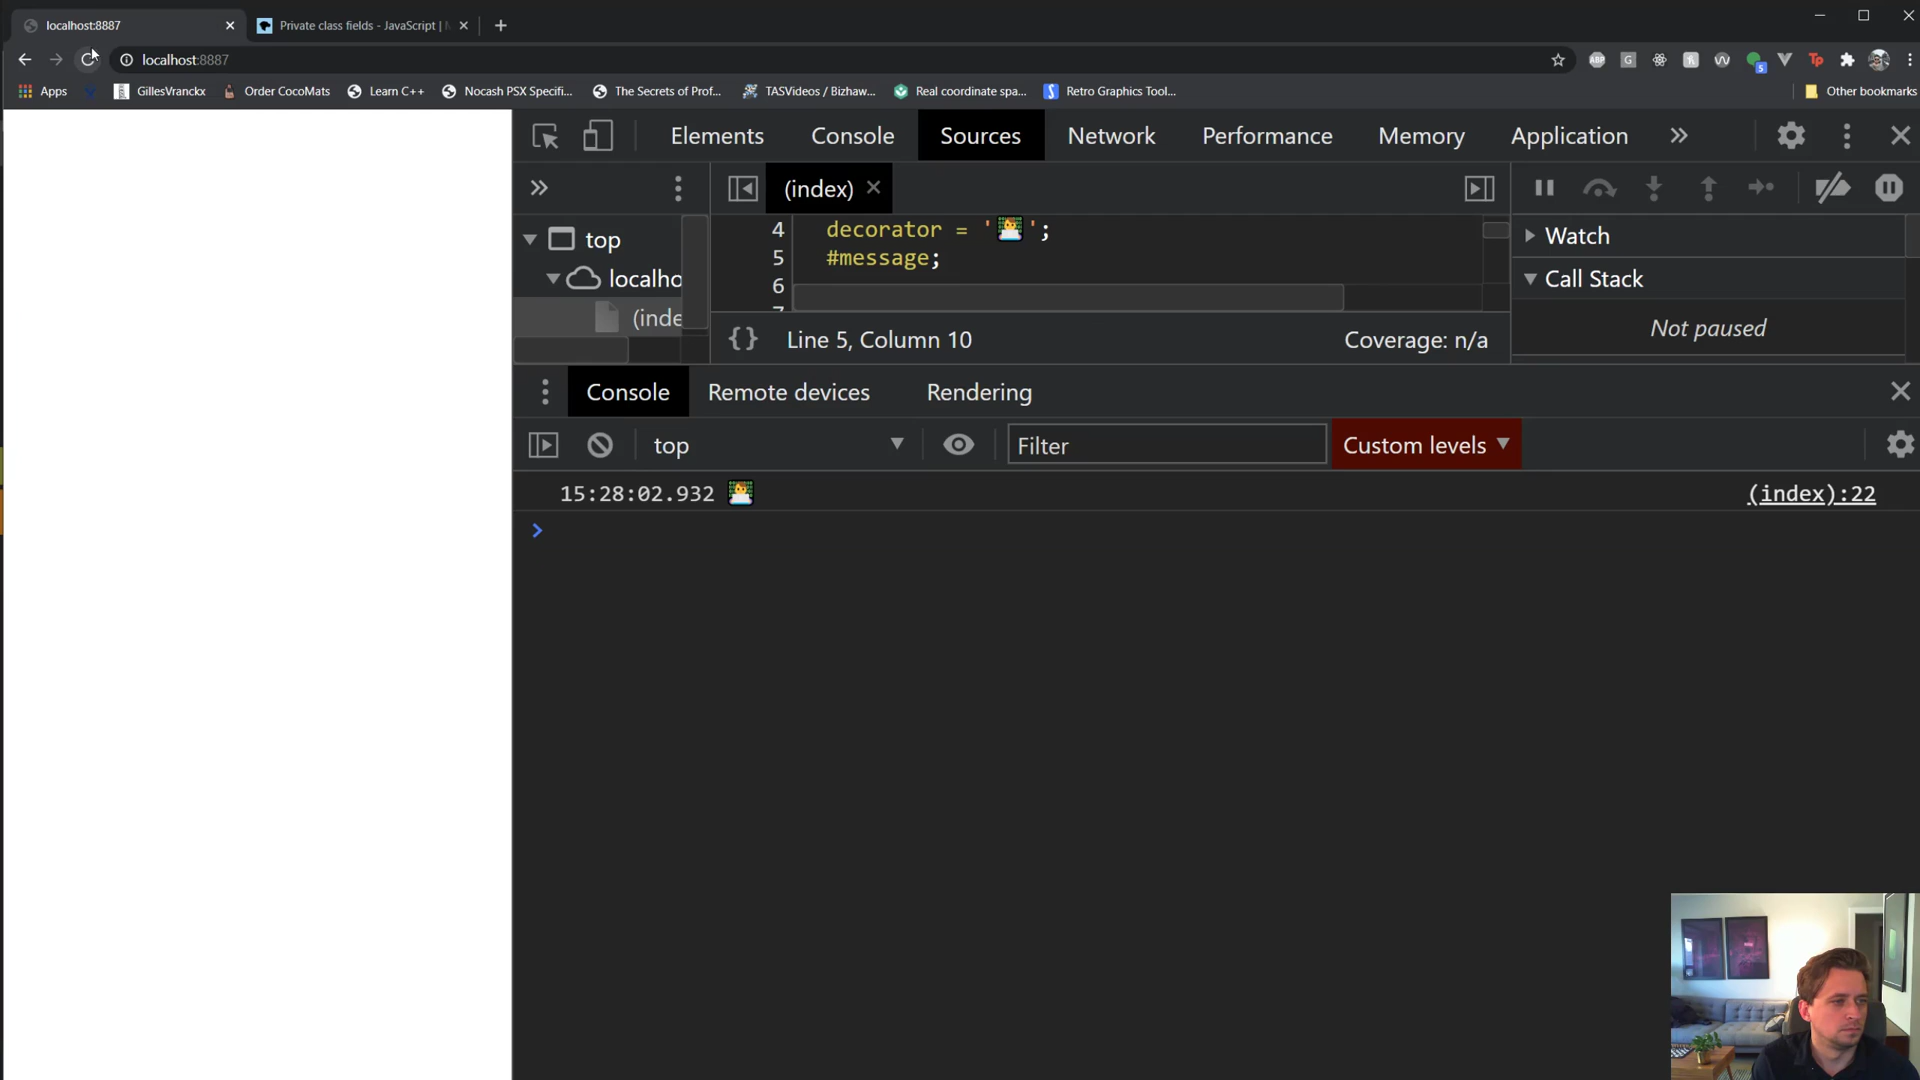 localhost:8887
Private class fields - JavaScript |
localhost:8887
Apps GillesVranckx Order CocoMats Learn C++ Nocash PSX Specifi... The Secrets of Prof... TASVideos / Bizhaw... Real coordinate spa... Retro Graphics Tool... Other bookmarks
Elements Console Sources Network Performance Memory Application
(index)
4 decorator = '👨‍💻';
5 #message;
6
top
localho
(inde
Line 5, Column 10
Coverage: n/a
Watch
Call Stack
Not paused
Console Remote devices Rendering
top Filter Custom levels
15:28:02.932 👨‍💻 (index):22